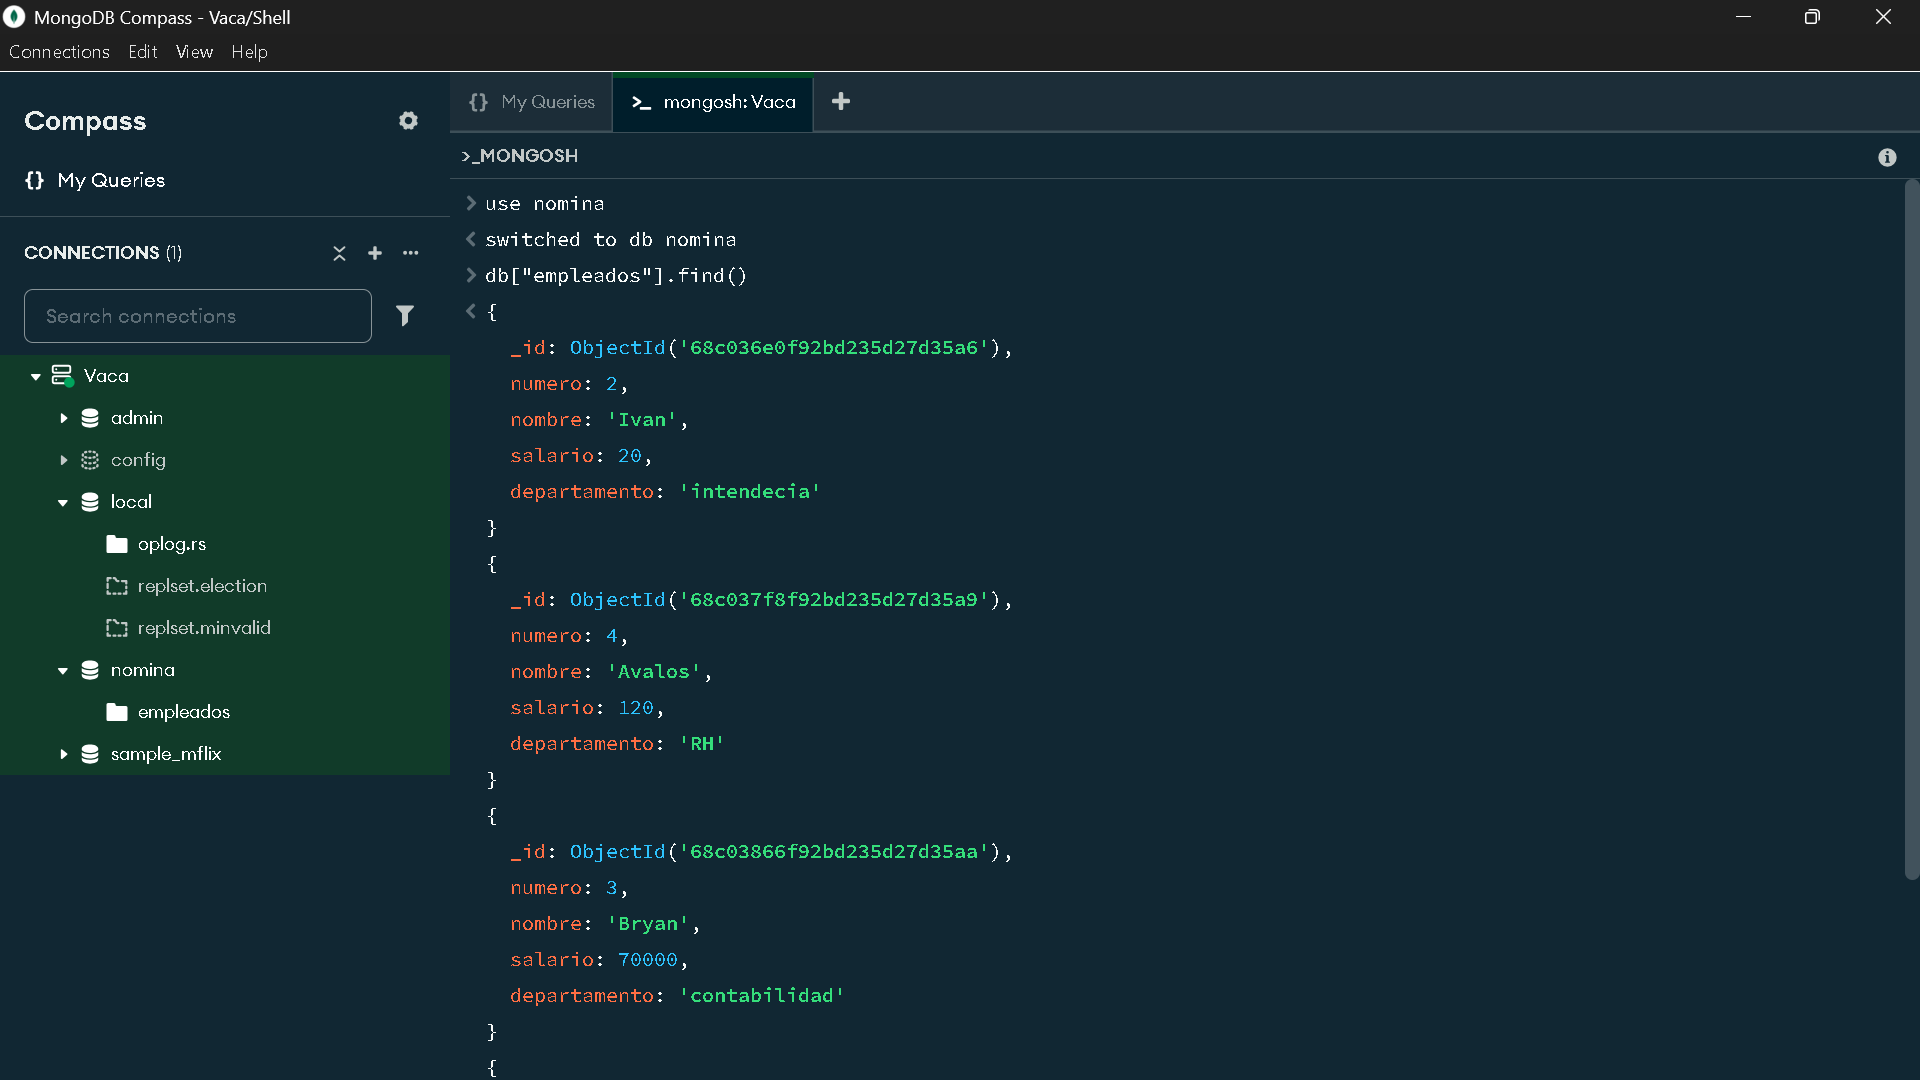 MongoDB Compass - Vaca/Shell
Connections Edit View Help
Compass
{} My Queries
CONNECTIONS (1)
Search connections
Vaca
admin
config
local
oplog.rs
replset.election
replset.minvalid
nomina
empleados
sample_mflix
{} My Queries
>_ mongosh: Vaca
>_MONGOSH
> use nomina
< switched to db nomina
> db["empleados"].find()
< {
_id: ObjectId('68c036e0f92bd235d27d35a6'),
numero: 2,
nombre: 'Ivan',
salario: 20,
departamento: 'intendecia'
}
{
_id: ObjectId('68c037f8f92bd235d27d35a9'),
numero: 4,
nombre: 'Avalos',
salario: 120,
departamento: 'RH'
}
{
_id: ObjectId('68c03866f92bd235d27d35aa'),
numero: 3,
nombre: 'Bryan',
salario: 70000,
departamento: 'contabilidad'
}
{